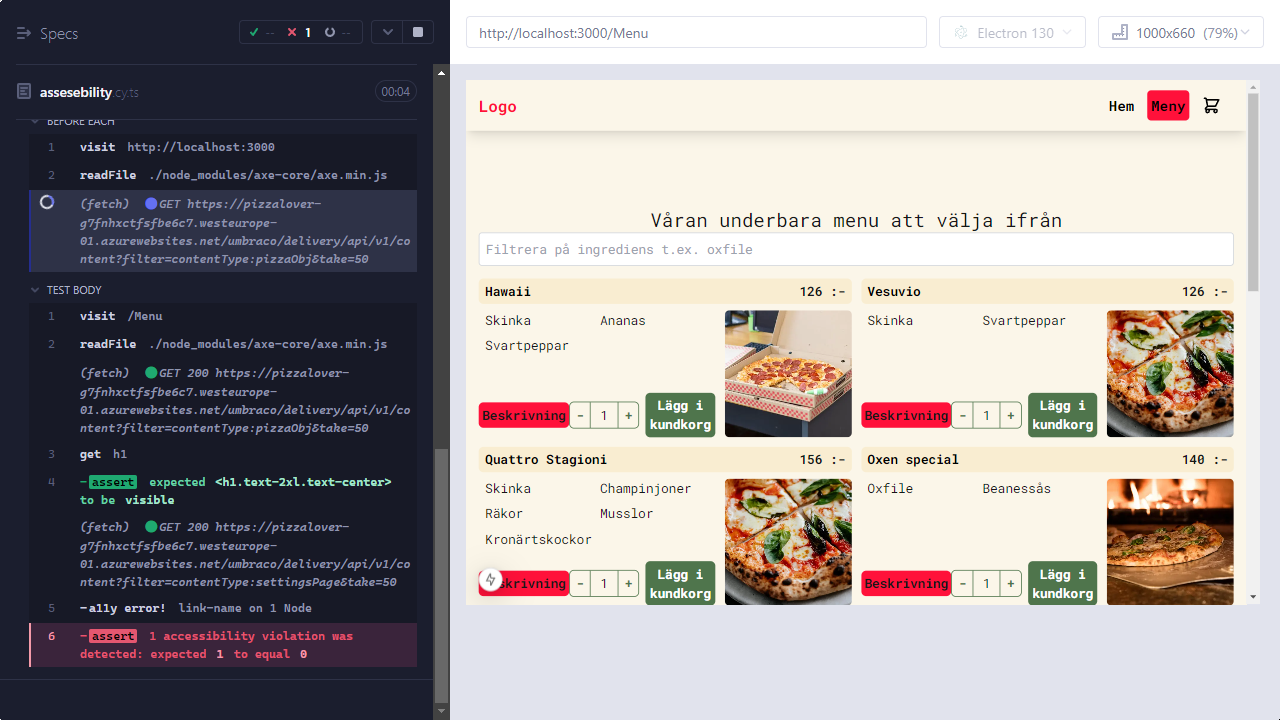 Specs
--
1
--
assesebility.cy.ts
00:04
BEFORE EACH
1 visit http://localhost:3000
2 readFile ./node_modules/axe-core/axe.min.js
(fetch) GET https://pizzalover-
g7fnhxctfsfbe6c7.westeurope-
01.azurewebsites.net/umbraco/delivery/api/v1/co
ntent?filter=contentType:pizzaObj&take=50
TEST BODY
1 visit /Menu
2 readFile ./node_modules/axe-core/axe.min.js
(fetch) GET 200 https://pizzalover-
g7fnhxctfsfbe6c7.westeurope-
01.azurewebsites.net/umbraco/delivery/api/v1/co
ntent?filter=contentType:pizzaObj&take=50
3 get h1
4 -assert expected <h1.text-2xl.text-center>
to be visible
(fetch) GET 200 https://pizzalover-
g7fnhxctfsfbe6c7.westeurope-
01.azurewebsites.net/umbraco/delivery/api/v1/co
ntent?filter=contentType:settingsPage&take=50
5 -a11y error! link-name on 1 Node
6 -assert 1 accessibility violation was
detected: expected 1 to equal 0
http://localhost:3000/Menu
Electron 130
1000x660 (79%)
Logo
Hem
Meny
Våran underbara menu att välja ifrån
Filtrera på ingrediens t.ex. oxfile
Hawaii 126 :-
Skinka Ananas
Svartpeppar
Beskrivning - 1 + Lägg i
kundkorg
Vesuvio 126 :-
Skinka Svartpeppar
Beskrivning - 1 + Lägg i
kundkorg
Quattro Stagioni 156 :-
Skinka Champinjoner
Räkor Musslor
Kronärtskockor
skrivning - 1 + Lägg i
kundkorg
Oxen special 140 :-
Oxfile Beanessås
Beskrivning - 1 + Lägg i
kundkorg